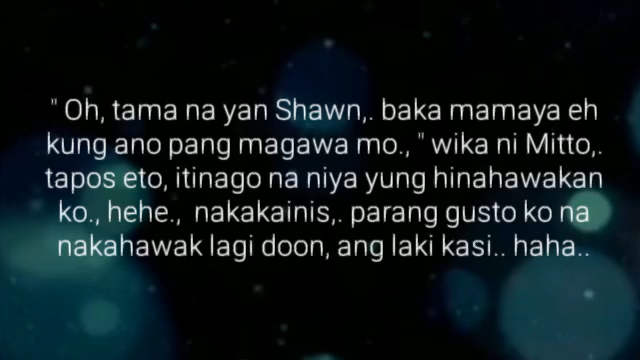 " Oh, tama na yan Shawn,. baka mamaya eh
kung ano pang magawa mo., " wika ni Mitto,.
tapos eto, itinago na niya yung hinahawakan
ko., hehe., nakakainis,. parang gusto ko na
nakahawak lagi doon, ang laki kasi.. haha..